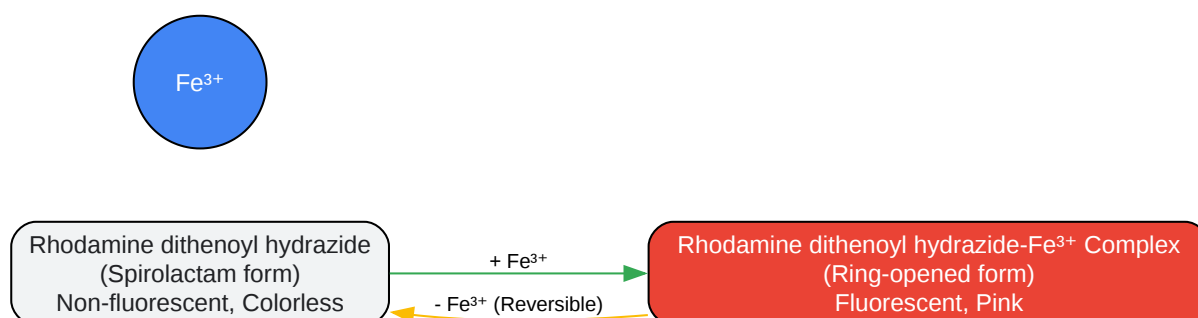 Fe³⁺
Rhodamine dithenoyl hydrazide
(Spirolactam form)
Non-fluorescent, Colorless
+ Fe³⁺
- Fe³⁺ (Reversible)
Rhodamine dithenoyl hydrazide-Fe³⁺ Complex
(Ring-opened form)
Fluorescent, Pink